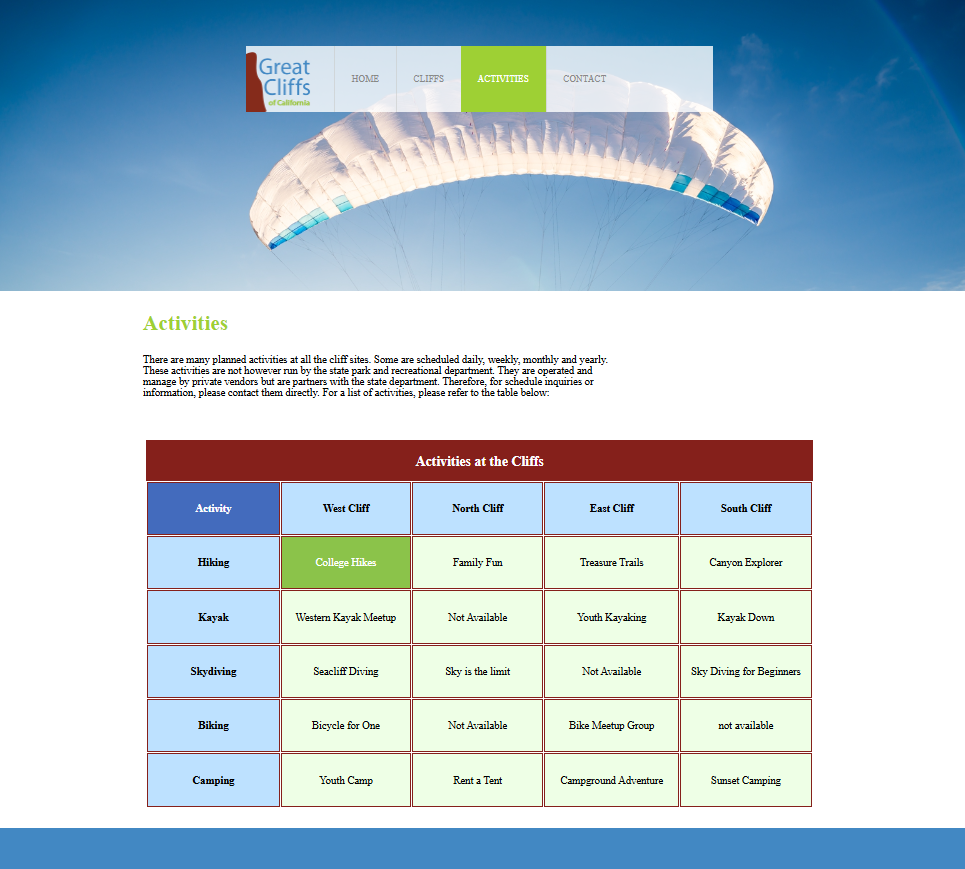 Great
Cliffs
of California
HOME CLIFFS ACTIVITIES CONTACT
Activities
There are many planned activities at all the cliff sites. Some are scheduled daily, weekly, monthly and yearly.
These activities are not however run by the state park and recreational department. They are operated and
manage by private vendors but are partners with the state department. Therefore, for schedule inquiries or
information, please contact them directly. For a list of activities, please refer to the table below:
Activities at the Cliffs
Activity West Cliff North Cliff East Cliff South Cliff
Hiking College Hikes Family Fun Treasure Trails Canyon Explorer
Kayak Western Kayak Meetup Not Available Youth Kayaking Kayak Down
Skydiving Seacliff Diving Sky is the limit Not Available Sky Diving for Beginners
Biking Bicycle for One Not Available Bike Meetup Group not available
Camping Youth Camp Rent a Tent Campground Adventure Sunset Camping